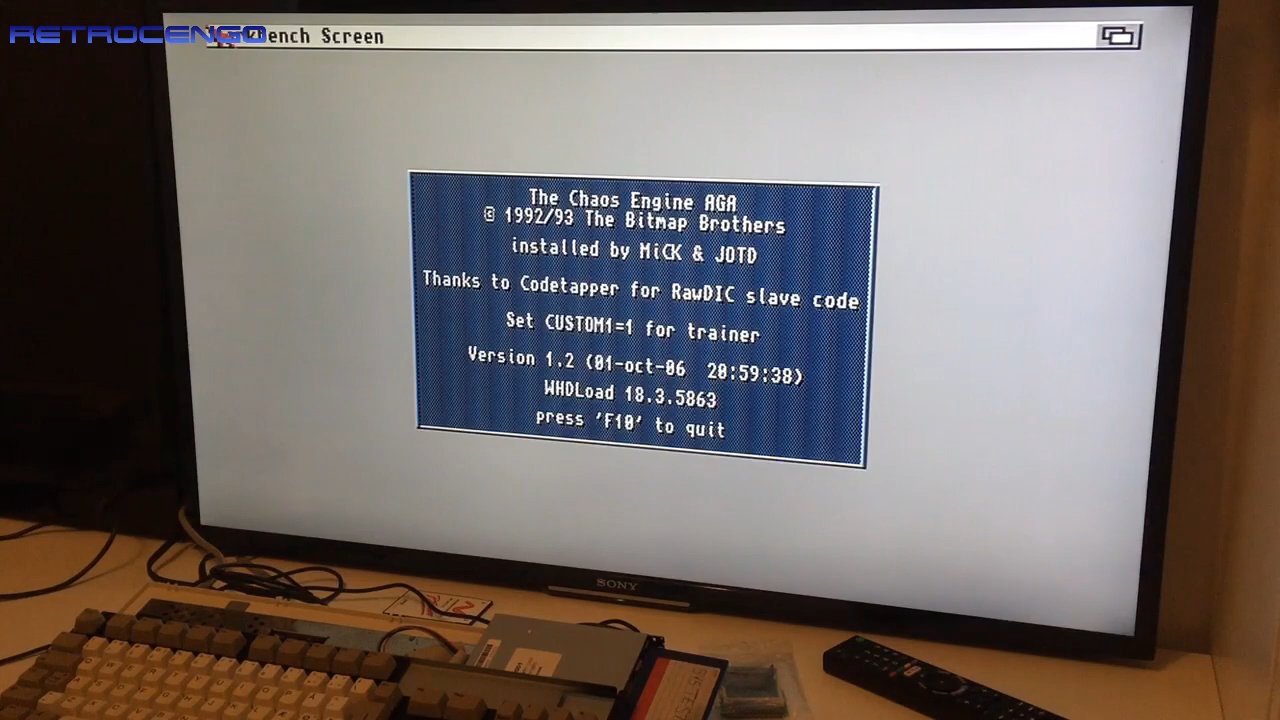 RETROCENGO
Bench Screen
The Chaos Engine AGA
© 1992/93 The Bitmap Brothers
installed by MiCK & JOTD
Thanks to Codetapper for RawDIC slave code
Set CUSTOM1=1 for trainer
Version 1.2 (01-oct-06  20:59:38)
WHDLoad 18.3.5863
press 'F10' to quit
SONY